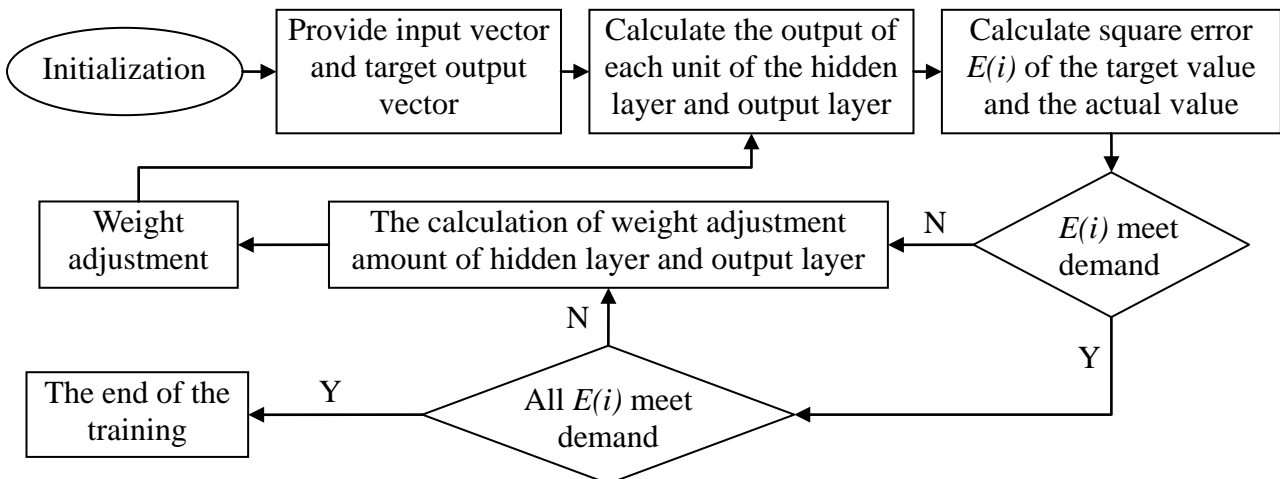 Initialization
Provide input vector
and target output
vector
Calculate the output of
each unit of the hidden
layer and output layer
Calculate square error
E(i) of the target value
and the actual value
Weight
adjustment
The calculation of weight adjustment
amount of hidden layer and output layer
N
E(i) meet
demand
N
Y
The end of the
training
Y
All E(i) meet
demand